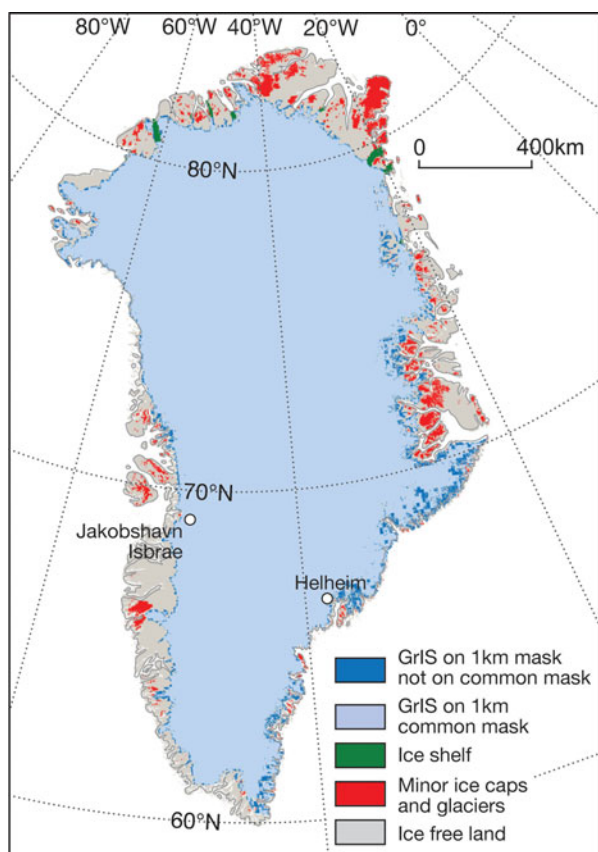 80°W 60°W 40°W 20°W 0°
0 400km
80°N
70°N
Jakobshavn
Isbrae
Helheim
GrIS on 1km mask
not on common mask
GrIS on 1km
common mask
Ice shelf
Minor ice caps
and glaciers
Ice free land
60°N